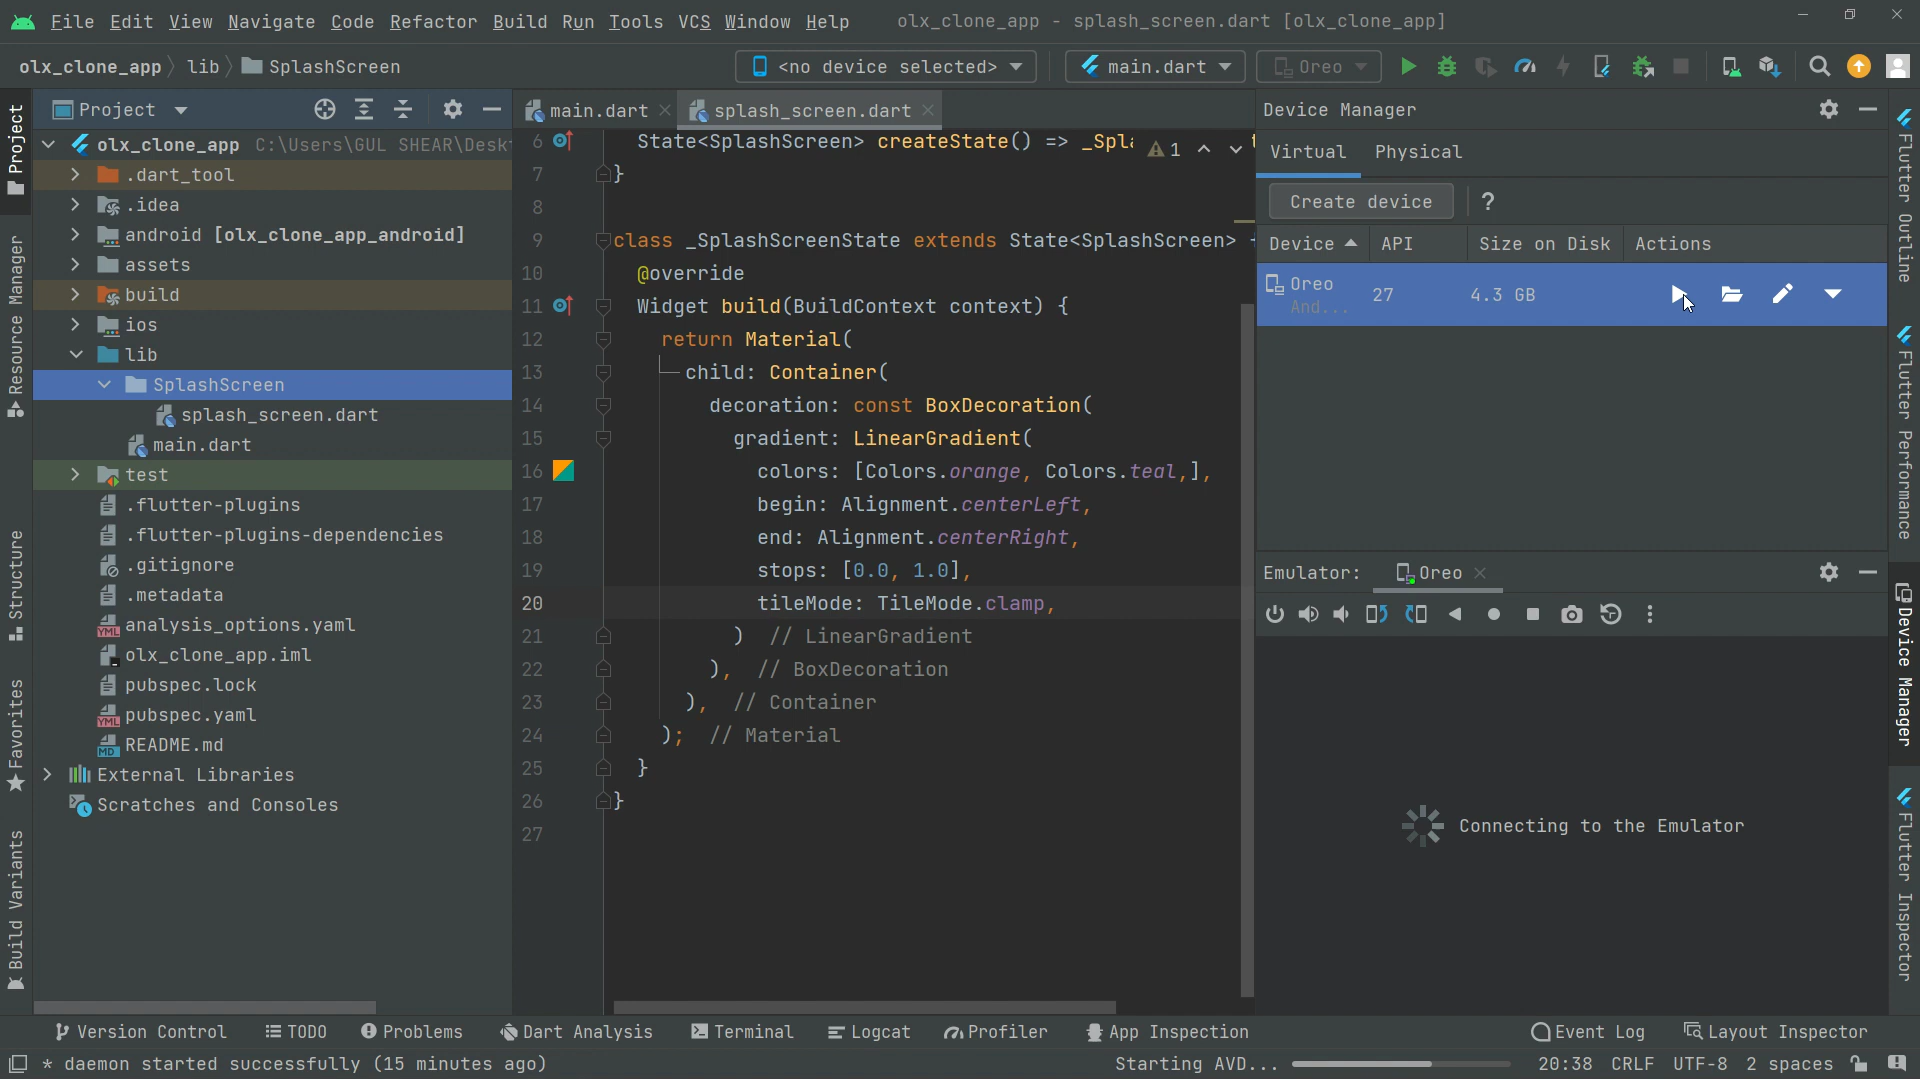 File Edit View Navigate Code Refactor Build Run Tools VCS Window Help olx_clone_app - splash_screen.dart [olx_clone_app]
olx_clone_app lib SplashScreen <no device selected> main.dart Oreo
Project
main.dart splash_screen.dart
Device Manager
olx_clone_app C:\Users\GUL SHEAR\Deskt
.dart_tool
.idea
android [olx_clone_app_android]
assets
build
ios
lib
SplashScreen
splash_screen.dart
main.dart
test
.flutter-plugins
.flutter-plugins-dependencies
.gitignore
.metadata
analysis_options.yaml
olx_clone_app.iml
pubspec.lock
pubspec.yaml
README.md
External Libraries
Scratches and Consoles
6 State<SplashScreen> createState() => _Spl
1
7 }
8
9 class _SplashScreenState extends State<SplashScreen> {
10 @override
11 Widget build(BuildContext context) {
12 return Material(
13 child: Container(
14 decoration: const BoxDecoration(
15 gradient: LinearGradient(
16 colors: [Colors.orange, Colors.teal,],
17 begin: Alignment.centerLeft,
18 end: Alignment.centerRight,
19 stops: [0.0, 1.0],
20 tileMode: TileMode.clamp,
21 ) // LinearGradient
22 ), // BoxDecoration
23 ), // Container
24 ); // Material
25 }
26 }
27
Virtual Physical
Create device ?
Device API Size on Disk Actions
Oreo 27 4.3 GB
And...
Emulator: Oreo
Connecting to the Emulator
Project
Resource Manager
Structure
Favorites
Build Variants
Flutter Outline
Flutter Performance
Device Manager
Flutter Inspector
Version Control TODO Problems Dart Analysis Terminal Logcat Profiler App Inspection Event Log Layout Inspector
* daemon started successfully (15 minutes ago) Starting AVD... 20:38 CRLF UTF-8 2 spaces